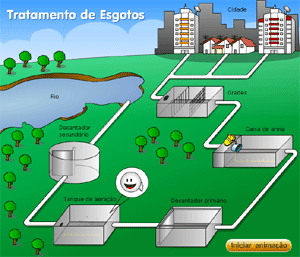 Tratamento de Esgotos
Cidade
Rio
Grades
Decantador
secundário
Caixa de areia
Tanque de aeração
Decantador primário
Iniciar animação